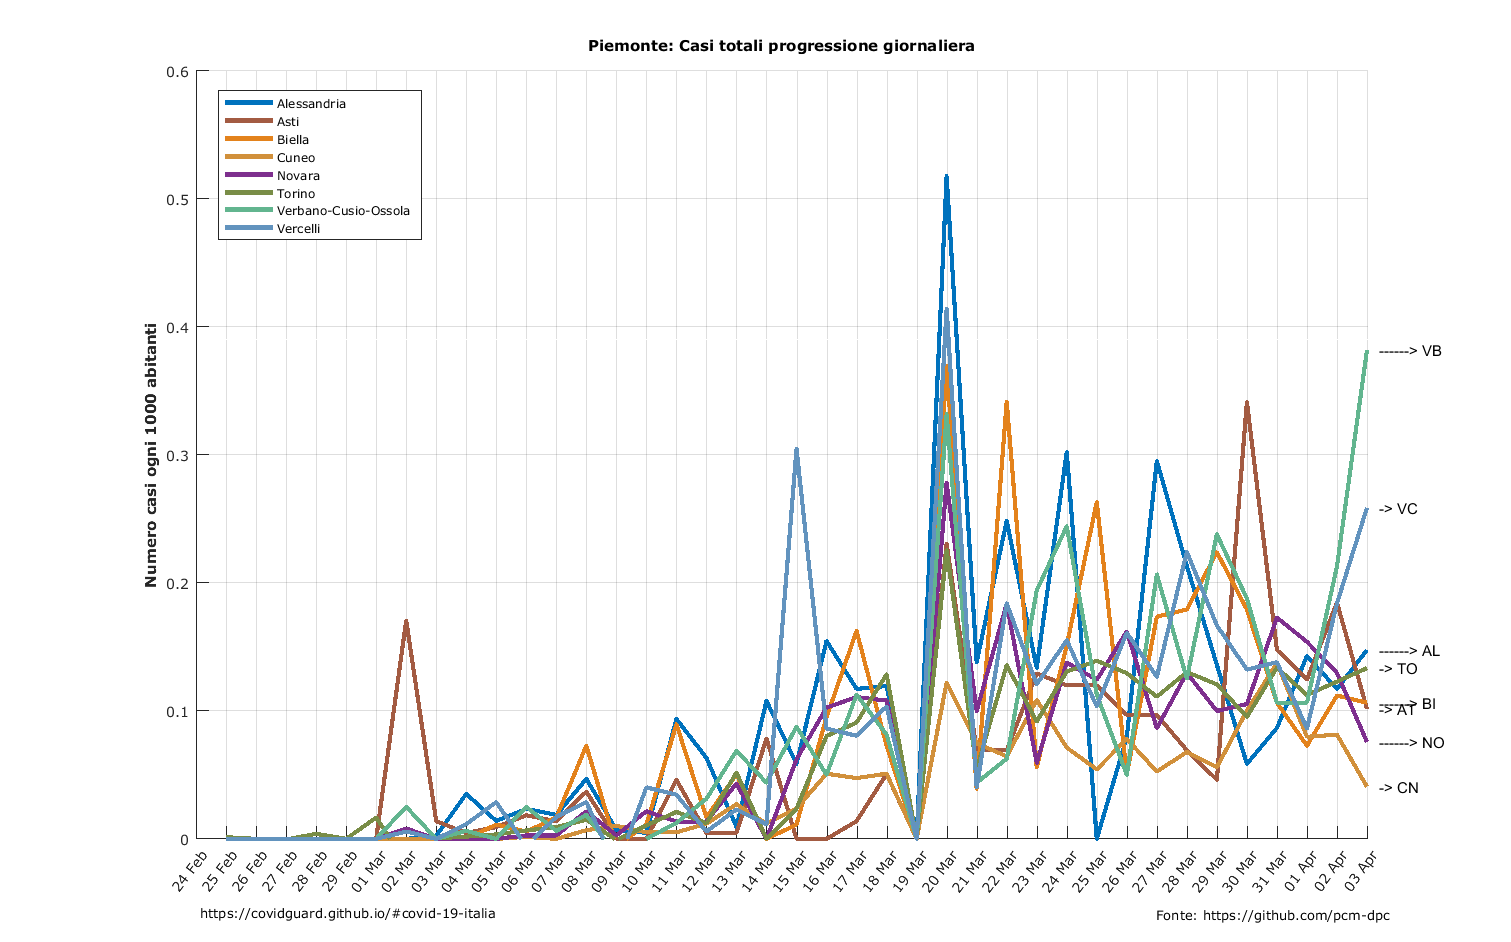 Piemonte: Casi totali progressione giornaliera
Numero casi ogni 1000 abitanti
0.6
0.5
0.4
0.3
0.2
0.1
0
Alessandria
Asti
Biella
Cuneo
Novara
Torino
Verbano-Cusio-Ossola
Vercelli
------> VB
-> VC
------> AL
-> TO
------> BI
-> AT
------> NO
-> CN
24 Feb
25 Feb
26 Feb
27 Feb
28 Feb
29 Feb
01 Mar
02 Mar
03 Mar
04 Mar
05 Mar
06 Mar
07 Mar
08 Mar
09 Mar
10 Mar
11 Mar
12 Mar
13 Mar
14 Mar
15 Mar
16 Mar
17 Mar
18 Mar
19 Mar
20 Mar
21 Mar
22 Mar
23 Mar
24 Mar
25 Mar
26 Mar
27 Mar
28 Mar
29 Mar
30 Mar
31 Mar
01 Apr
02 Apr
03 Apr
https://covidguard.github.io/#covid-19-italia
Fonte: https://github.com/pcm-dpc